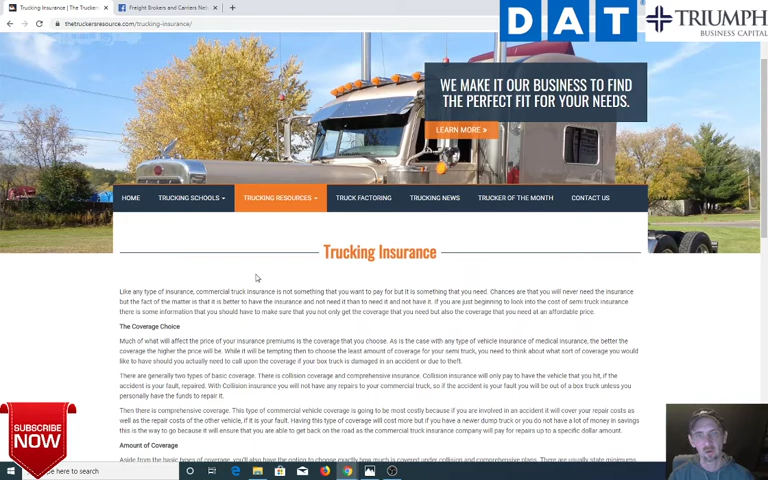 Trucking Insurance | The Trucker
Freight Brokers and Carriers Net
thetruckersresource.com/trucking-insurance/
DAT
TRIUMPH
BUSINESS CAPITAL
WE MAKE IT OUR BUSINESS TO FIND
THE PERFECT FIT FOR YOUR NEEDS.
LEARN MORE »
HOME TRUCKING SCHOOLS TRUCKING RESOURCES TRUCK FACTORING TRUCKING NEWS TRUCKER OF THE MONTH CONTACT US
Trucking Insurance
Like any type of insurance, commercial truck insurance is not something that you want to pay for but it is something that you need. Chances are that you will never need the insurance
but the fact of the matter is that it is better to have the insurance and not need it than to need it and not have it. If you are just beginning to look into the cost of semi truck insurance
there is some information that you should have to make sure that you not only get the coverage that you need but also the coverage that you need at an affordable price.
The Coverage Choice
Much of what will affect the price of your insurance premiums is the coverage that you choose. As is the case with any type of vehicle insurance of medical insurance, the better the
coverage the higher the price will be. While it will be tempting then to choose the least amount of coverage for your semi truck, you need to think about what sort of coverage you would
like to have should you actually need to call upon the coverage if your box truck is damaged in an accident or due to theft.
There are generally two types of basic coverage. There is collision coverage and comprehensive insurance. Collision insurance will only pay to have the vehicle that you hit, if the
accident is your fault, repaired. With Collision insurance you will not have any repairs to your commercial truck, so if the accident is your fault you will be out of a box truck unless you
personally have the funds to repair it.
Then there is comprehensive coverage. This type of commercial vehicle coverage is going to be most costly because if you are involved in an accident it will cover your repair costs as
well as the repair costs of the other vehicle, if it is your fault. Having this type of coverage will cost more but if you have a newer dump truck or you do not have a lot of money in savings
this is the way to go because it will ensure that you are able to get back on the road as the commercial truck insurance company will pay for repairs up to a specific dollar amount.
Amount of Coverage
Aside from the basic types of coverage, you'll also have the option to choose exactly how much is covered under collision and comprehensive plans. There are usually state minimums
SUBSCRIBE
NOW
here to search